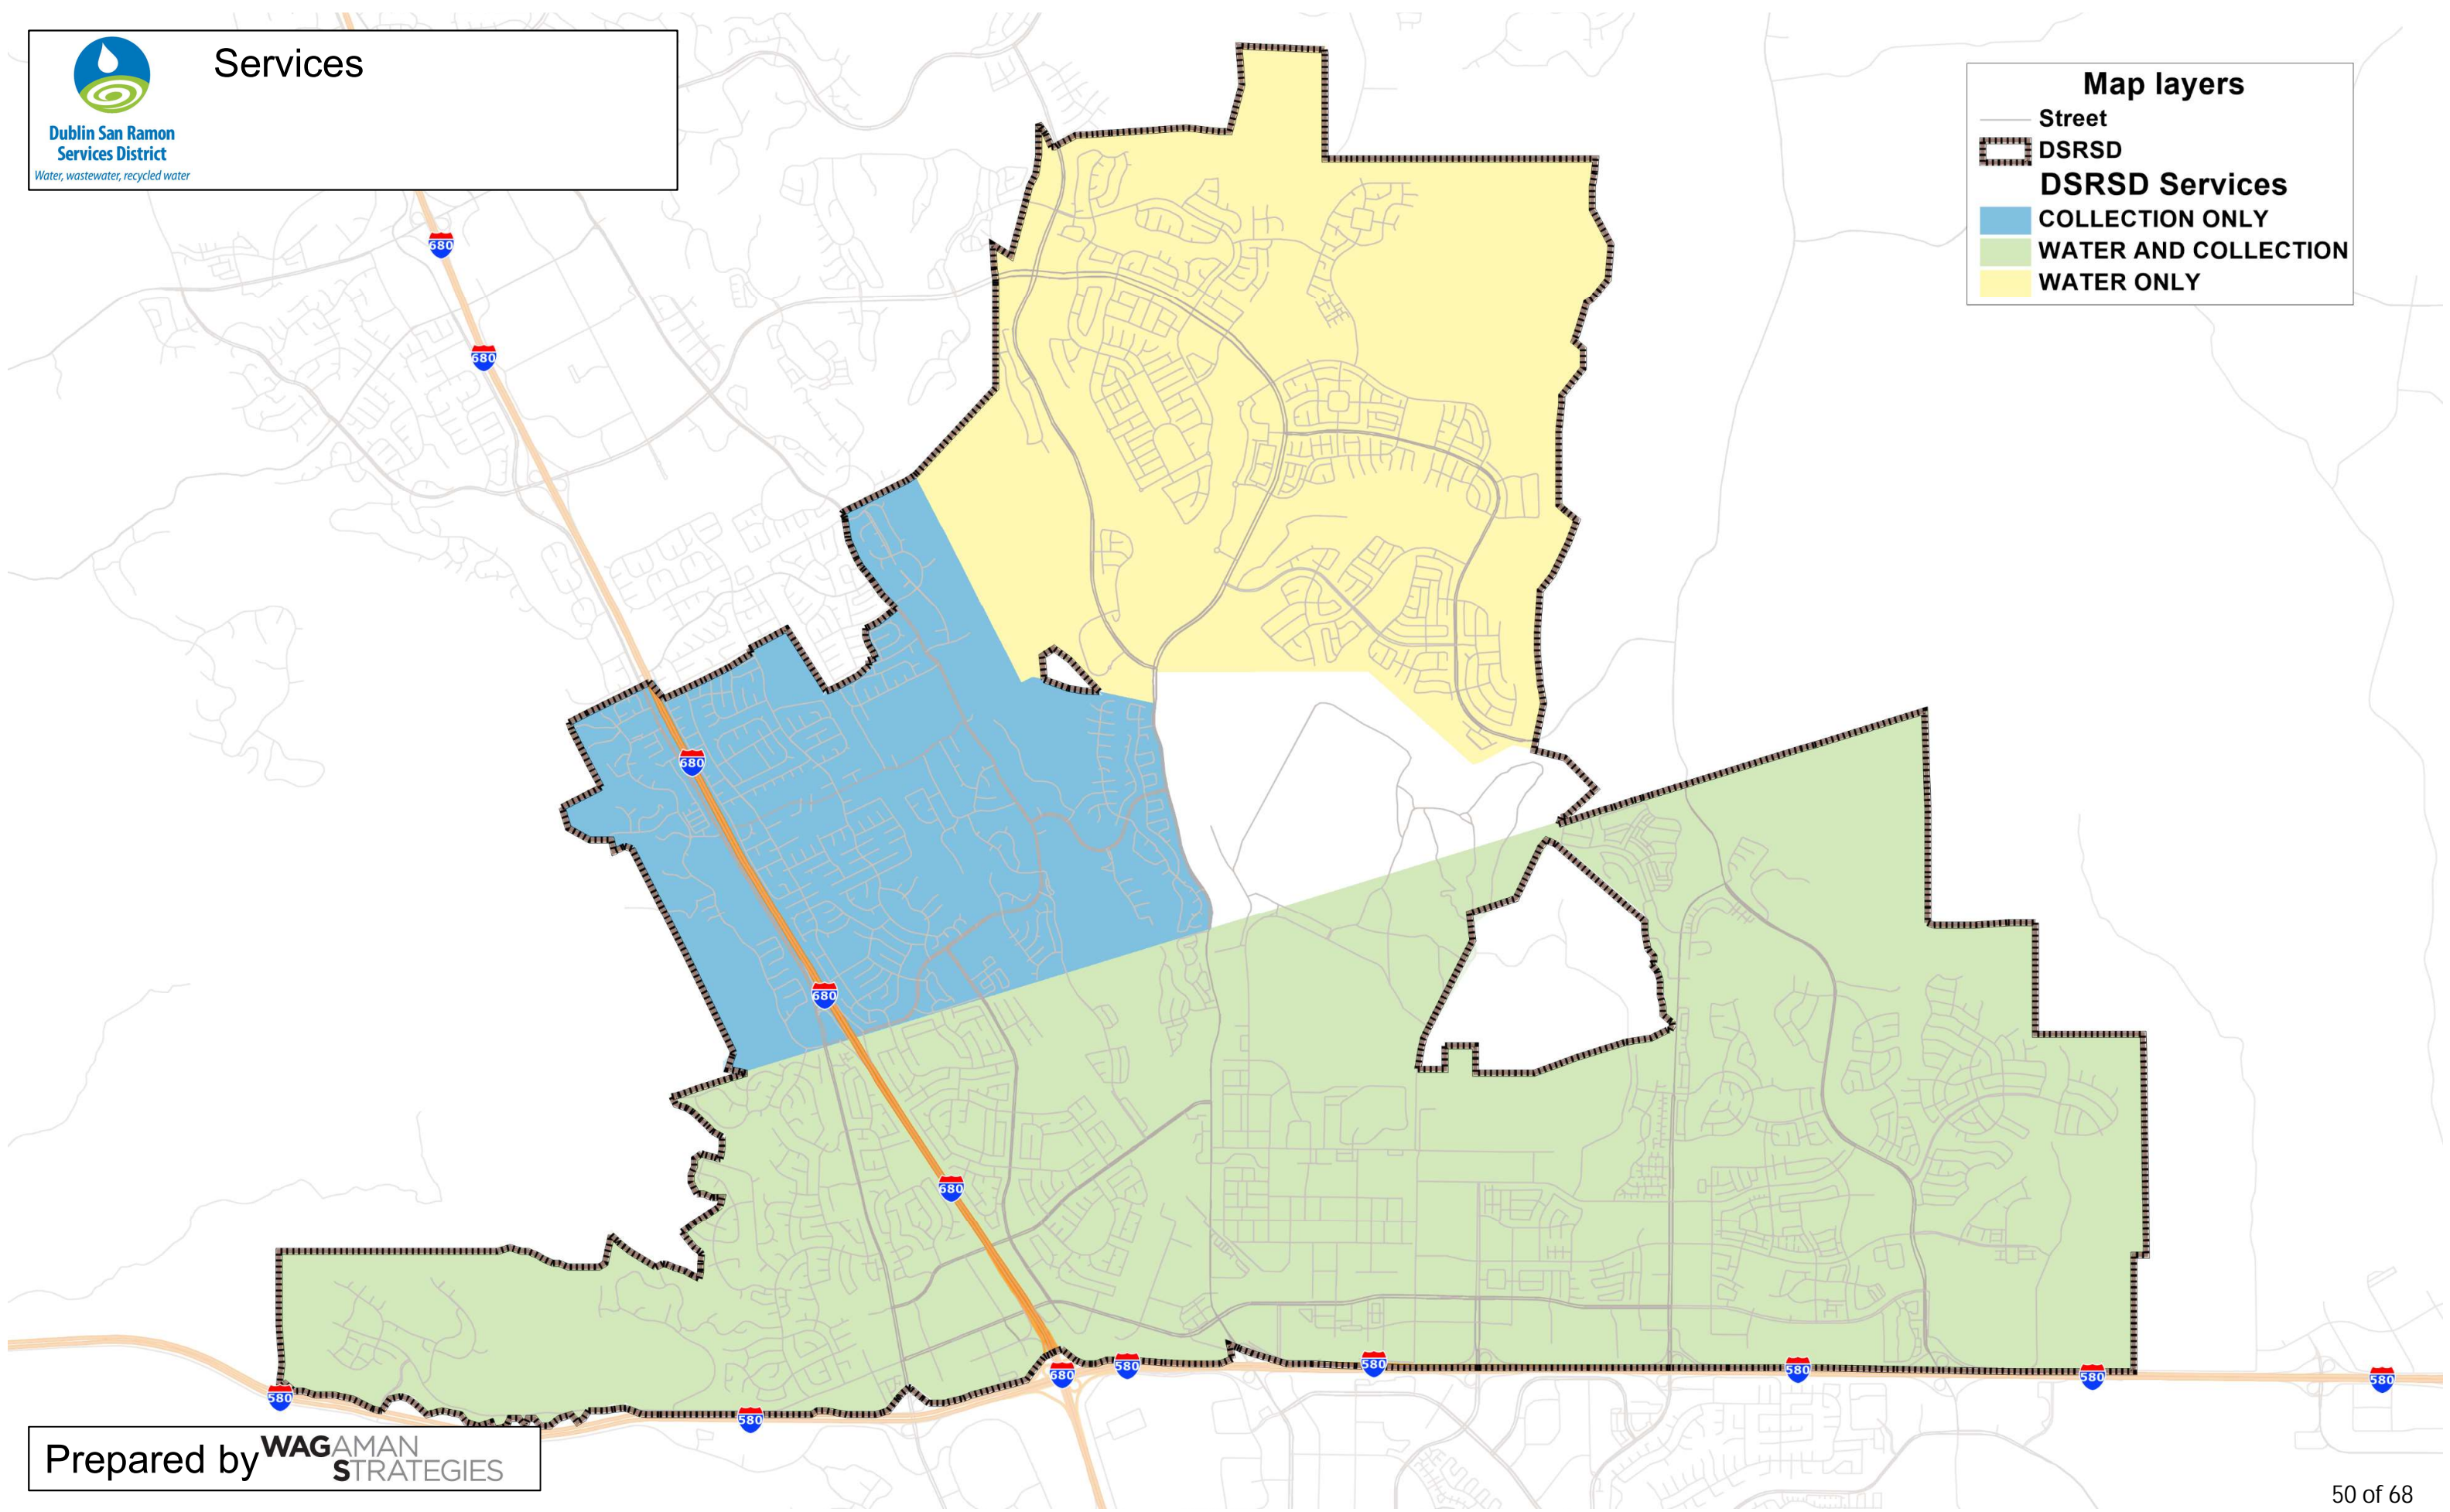 Services
Dublin San Ramon
Services District
Water, wastewater, recycled water
Map layers
Street
DSRSD
DSRSD Services
COLLECTION ONLY
WATER AND COLLECTION
WATER ONLY
680
680
680
680
680
680
580
580
580
580
580
580
580
Prepared by WAGAMAN
STRATEGIES
50 of 68